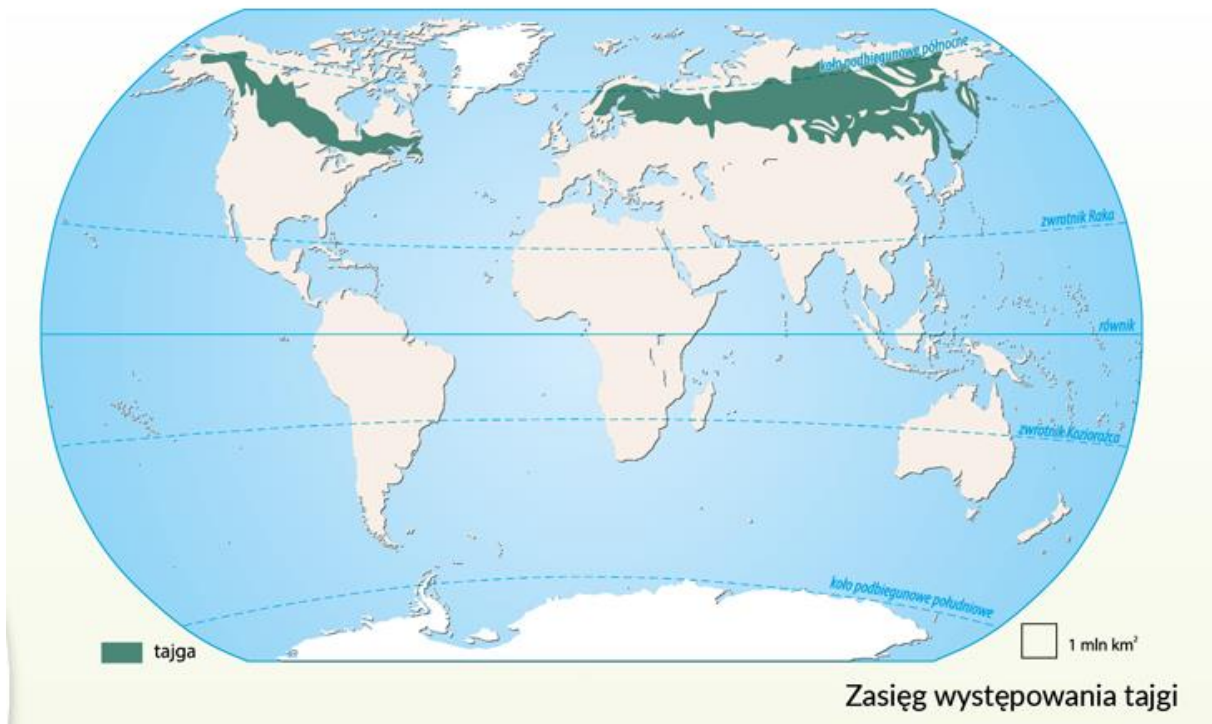 koło podbiegunowe północne
zwrotnik Raka
równik
zwrotnik Koziorożca
koło podbiegunowe południowe
tajga
1 mln km²
Zasięg występowania tajgi